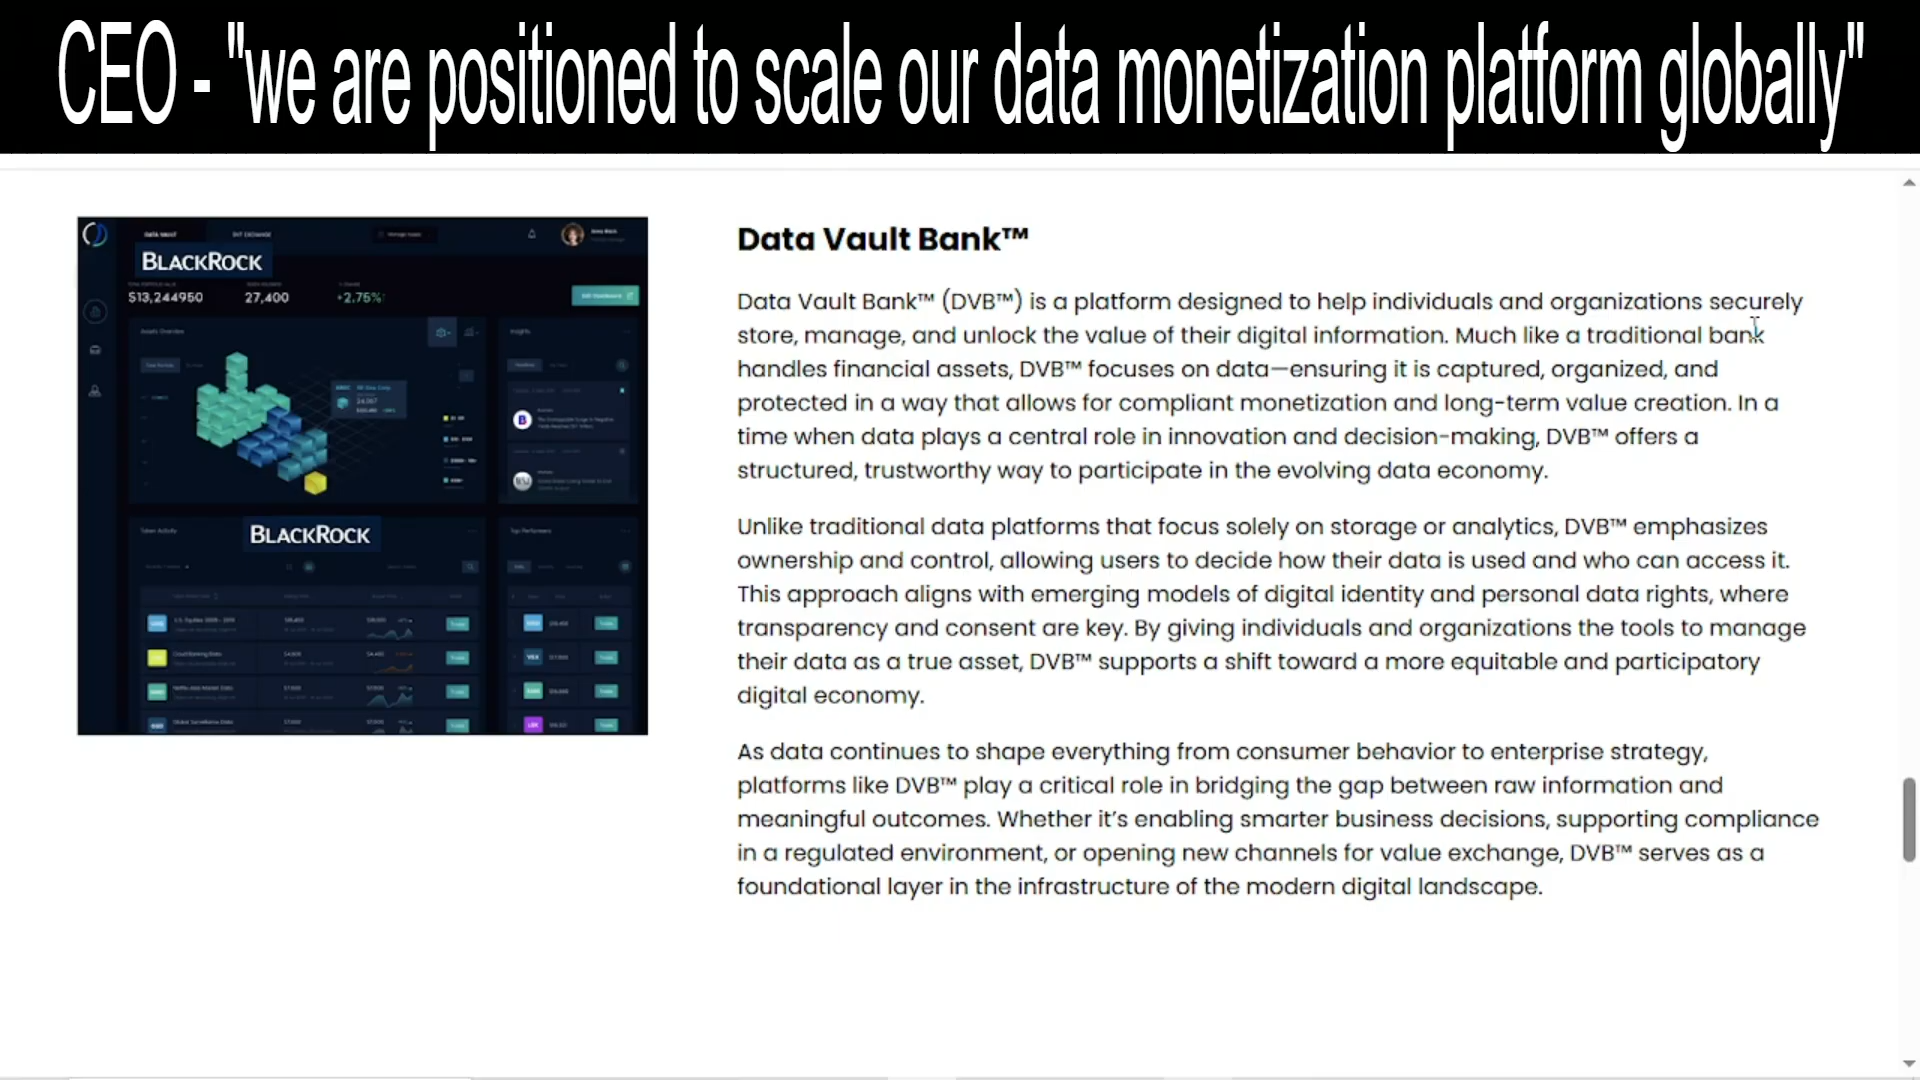 CEO - "we are positioned to scale our data monetization platform globally"
DATA VAULT
BLACKROCK
$13,244950 27,400 +2.75%
Assets Overview
Insights
BLACKROCK
Token Activity
Top Performers
Data Vault Bank™
Data Vault Bank™ (DVB™) is a platform designed to help individuals and organizations securely
store, manage, and unlock the value of their digital information. Much like a traditional bank
handles financial assets, DVB™ focuses on data—ensuring it is captured, organized, and
protected in a way that allows for compliant monetization and long-term value creation. In a
time when data plays a central role in innovation and decision-making, DVB™ offers a
structured, trustworthy way to participate in the evolving data economy.
Unlike traditional data platforms that focus solely on storage or analytics, DVB™ emphasizes
ownership and control, allowing users to decide how their data is used and who can access it.
This approach aligns with emerging models of digital identity and personal data rights, where
transparency and consent are key. By giving individuals and organizations the tools to manage
their data as a true asset, DVB™ supports a shift toward a more equitable and participatory
digital economy.
As data continues to shape everything from consumer behavior to enterprise strategy,
platforms like DVB™ play a critical role in bridging the gap between raw information and
meaningful outcomes. Whether it's enabling smarter business decisions, supporting compliance
in a regulated environment, or opening new channels for value exchange, DVB™ serves as a
foundational layer in the infrastructure of the modern digital landscape.